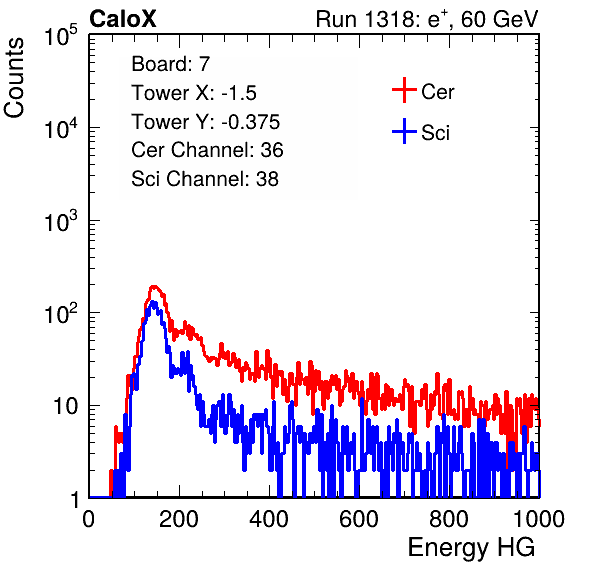 CaloX Run 1318: e⁺, 60 GeV
Counts
Board: 7
Tower X: -1.5
Tower Y: -0.375
Cer Channel: 36
Sci Channel: 38
Cer
Sci
10⁵
10⁴
10³
10²
10
1
0 200 400 600 800 1000
Energy HG